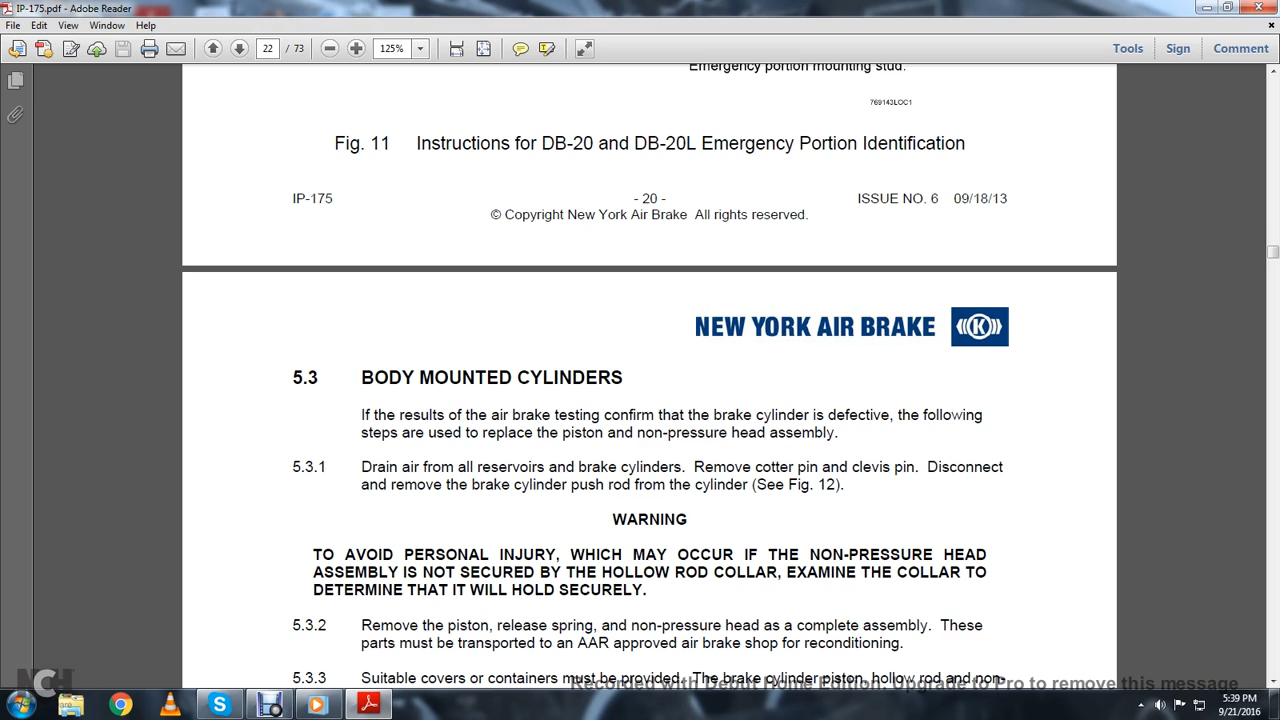 IP-175.pdf - Adobe Reader
File Edit View Window Help
22 / 73 125% Tools Sign Comment
Emergency portion mounting stud.
769143LOC1
Fig. 11 Instructions for DB-20 and DB-20L Emergency Portion Identification
IP-175 - 20 - ISSUE NO. 6 09/18/13
© Copyright New York Air Brake All rights reserved.
NEW YORK AIR BRAKE K
5.3 BODY MOUNTED CYLINDERS
If the results of the air brake testing confirm that the brake cylinder is defective, the following
steps are used to replace the piston and non-pressure head assembly.
5.3.1 Drain air from all reservoirs and brake cylinders. Remove cotter pin and clevis pin. Disconnect
and remove the brake cylinder push rod from the cylinder (See Fig. 12).
WARNING
TO AVOID PERSONAL INJURY, WHICH MAY OCCUR IF THE NON-PRESSURE HEAD
ASSEMBLY IS NOT SECURED BY THE HOLLOW ROD COLLAR, EXAMINE THE COLLAR TO
DETERMINE THAT IT WILL HOLD SECURELY.
5.3.2 Remove the piston, release spring, and non-pressure head as a complete assembly. These
parts must be transported to an AAR approved air brake shop for reconditioning.
5.3.3 Suitable covers or containers must be provided. The brake cylinder piston, hollow rod and non-
Recorded with Debut Home Edition. Upgrade to Pro to remove this message
NCH
5:39 PM
9/21/2016